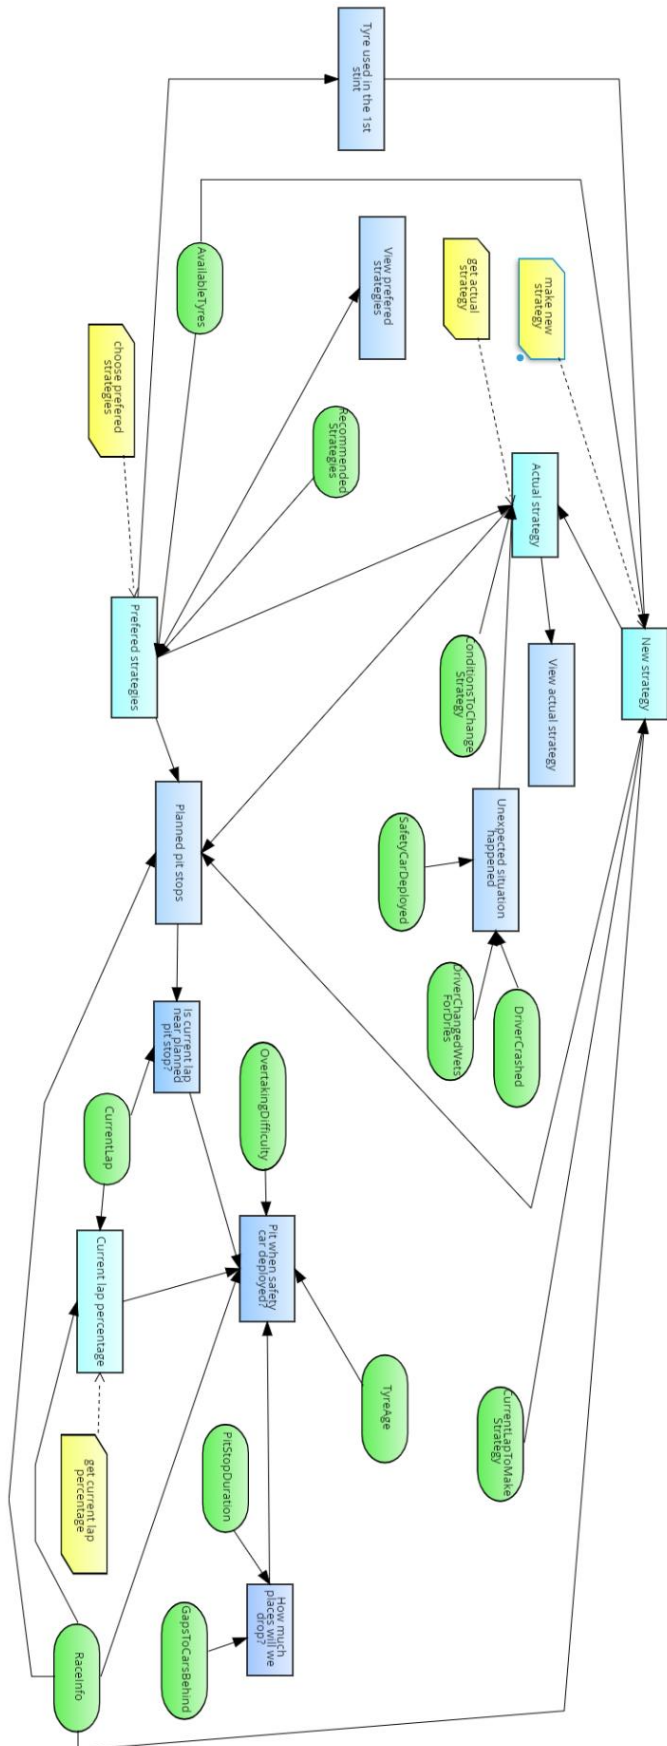 Tyre used in the 1st
stint
make new
strategy
get actual
strategy
View prefered
strategies
AvailableTyres
choose prefered
strategies
Recommended
Strategies
New strategy
Actual strategy
View actual strategy
ConditionsToChange
Strategy
Prefered strategies
Unexpected situation
happened
SafetyCarDeployed
Planned pit stops
DriverCrashed
DriverChangedWets
ForDries
Is current lap
near planned
pit stop?
OvertakingDifficulty
CurrentLap
Pit when safety
car deployed?
Current lap percentage
TyreAge
CurrentLapToMake
Strategy
PitStopDuration
get current lap
percentage
How much
places will we
drop?
GapsToCarsBehind
RaceInfo